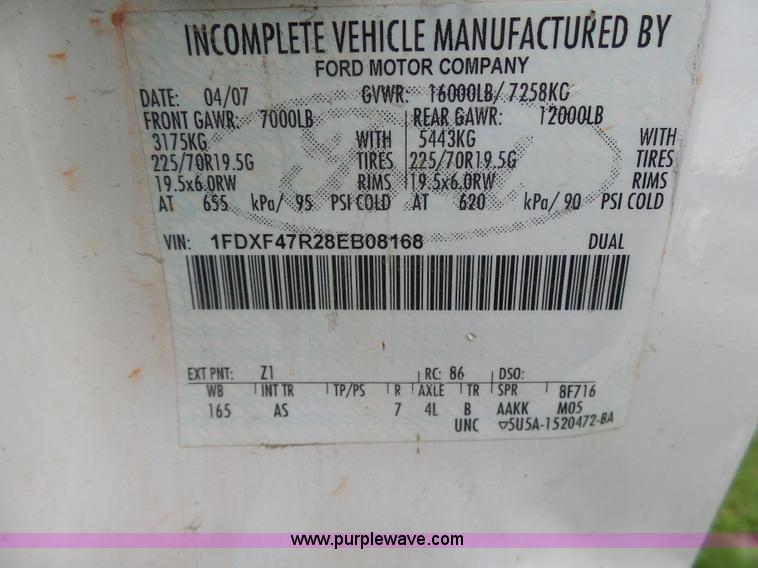 INCOMPLETE VEHICLE MANUFACTURED BY
FORD MOTOR COMPANY
DATE: 04/07 GVWR: 16000LB/ 7258KG
FRONT GAWR: 7000LB REAR GAWR: 12000LB
3175KG WITH 5443KG WITH
225/70R19.5G TIRES 225/70R19.5G TIRES
19.5x6.0RW RIMS 19.5x6.0RW RIMS
AT 655 kPa/ 95 PSI COLD AT 620 kPa/ 90 PSI COLD
VIN: 1FDXF47R28EB08168 DUAL
EXT PNT: Z1 RC: 86 DSO:
WB INT TR TP/PS R AXLE TR SPR 8F716
165 AS 7 4L B AAKK M05
UNC ▽5U5A-1520472-BA
www.purplewave.com